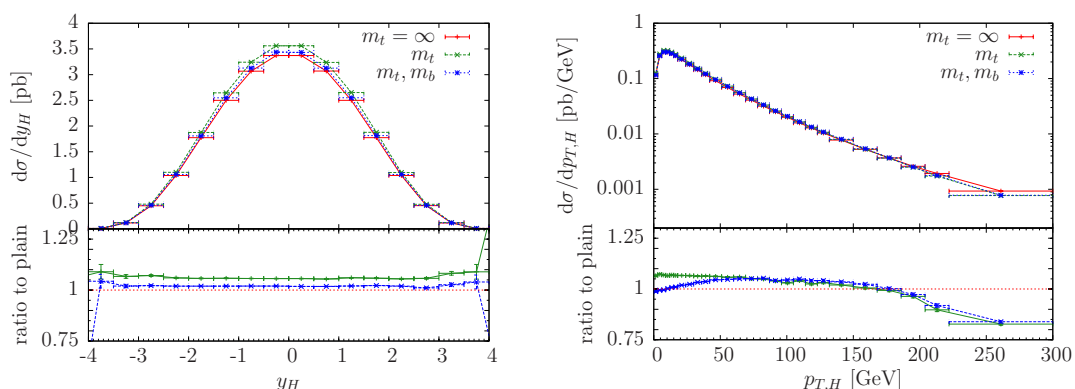 4
3.5
3
2.5
2
1.5
1
0.5
0
dσ/dy_H [pb]
m_t = ∞
m_t
m_t, m_b
1.25
1
0.75
ratio to plain
-4 -3 -2 -1 0 1 2 3 4
y_H
1
0.1
0.01
0.001
dσ/dp_{T,H} [pb/GeV]
m_t = ∞
m_t
m_t, m_b
1.25
1
0.75
ratio to plain
0 50 100 150 200 250 300
p_{T,H} [GeV]